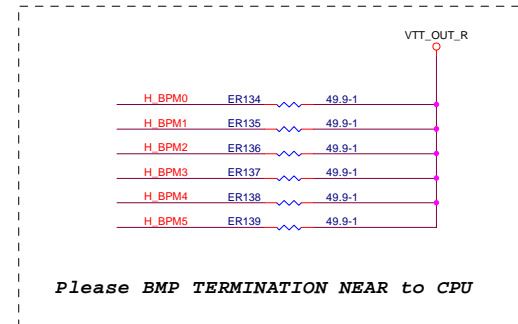 VTT_OUT_R
H_BPM0 ER134 49.9-1
H_BPM1 ER135 49.9-1
H_BPM2 ER136 49.9-1
H_BPM3 ER137 49.9-1
H_BPM4 ER138 49.9-1
H_BPM5 ER139 49.9-1
Please BMP TERMINATION NEAR to CPU